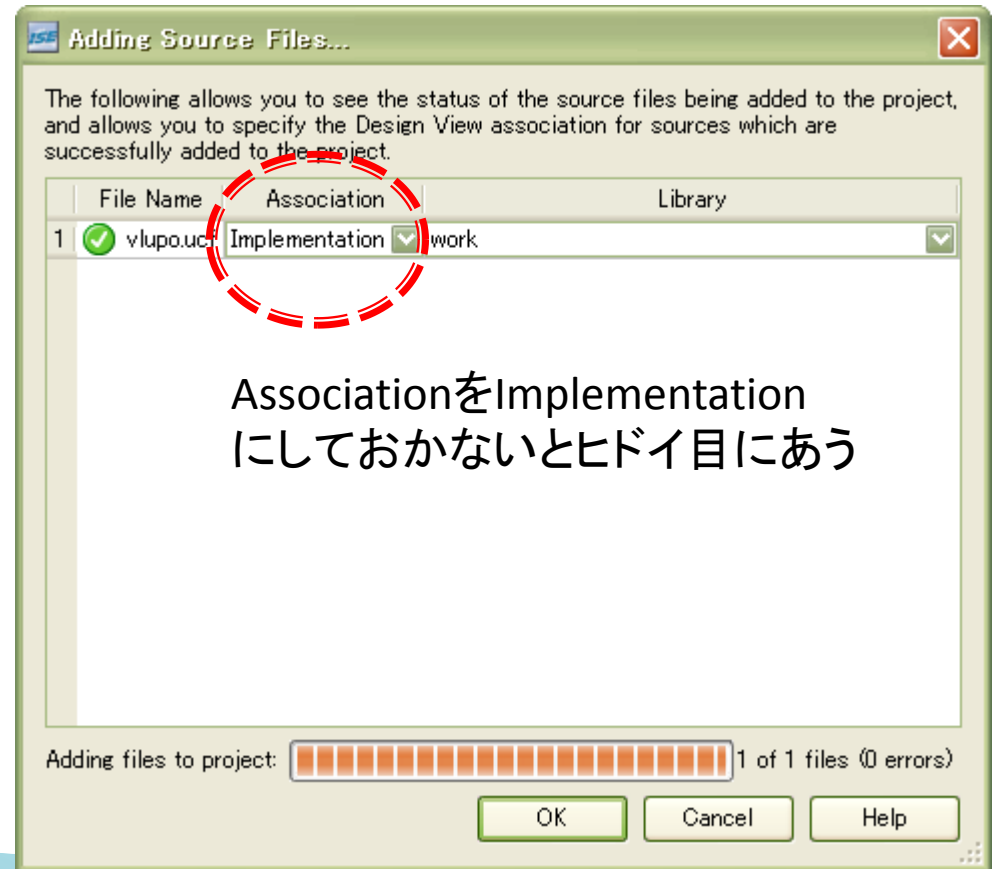 ISE Adding Source Files...
The following allows you to see the status of the source files being added to the project,
and allows you to specify the Design View association for sources which are
successfully added to the project.
File Name Association Library
1 vlupo.ucf Implementation work
AssociationをImplementation
にしておかないとヒドイ目にあう
Adding files to project: 1 of 1 files (0 errors)
OK Cancel Help